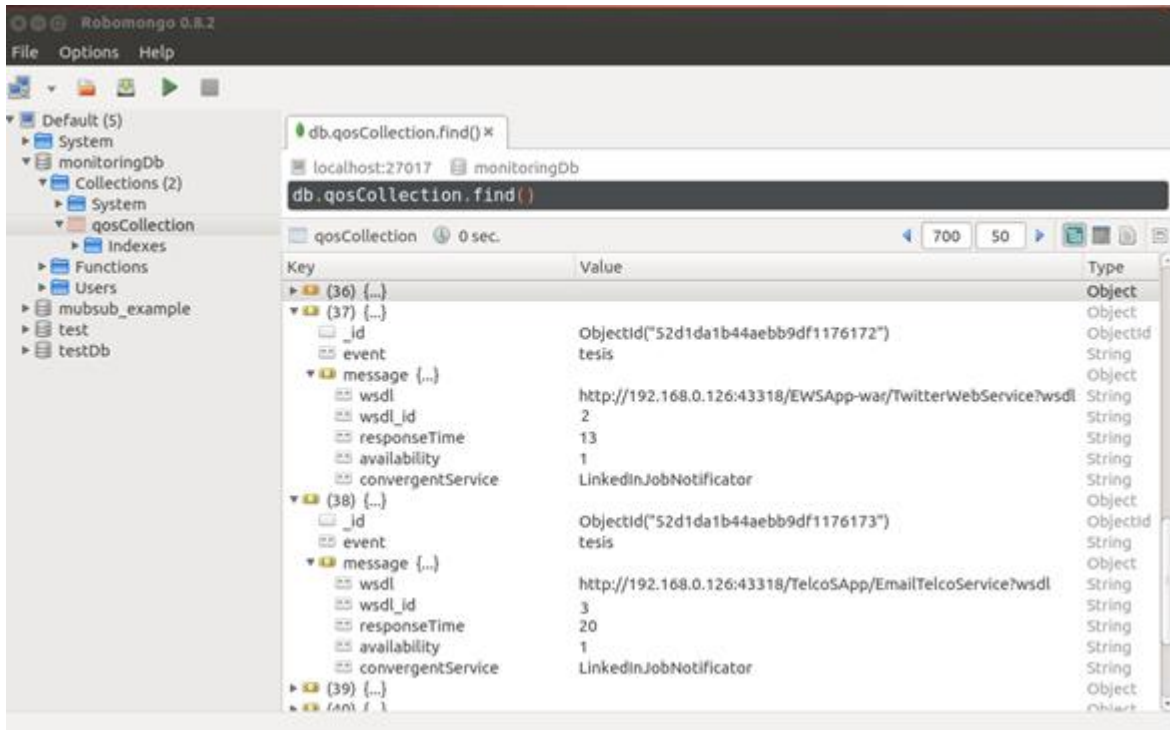 Robomongo 0.8.2
File Options Help
Default (5)
System
monitoringDb
Collections (2)
System
qosCollection
Indexes
Functions
Users
mubsub_example
test
testDb
db.qosCollection.find() ×
localhost:27017 monitoringDb
db.qosCollection.find()
qosCollection 0 sec. 700 50
Key Value Type
(36) {...} Object
(37) {...} Object
_id ObjectId("52d1da1b44aebb9df1176172") ObjectId
event tesis String
message {...} Object
wsdl http://192.168.0.126:43318/EWSApp-war/TwitterWebService?wsdl String
wsdl_id 2 String
responseTime 13 String
availability 1 String
convergentService LinkedInJobNotificator String
(38) {...} Object
_id ObjectId("52d1da1b44aebb9df1176173") ObjectId
event tesis String
message {...} Object
wsdl http://192.168.0.126:43318/TelcoSApp/EmailTelcoService?wsdl String
wsdl_id 3 String
responseTime 20 String
availability 1 String
convergentService LinkedInJobNotificator String
(39) {...} Object
(40) {...} Object